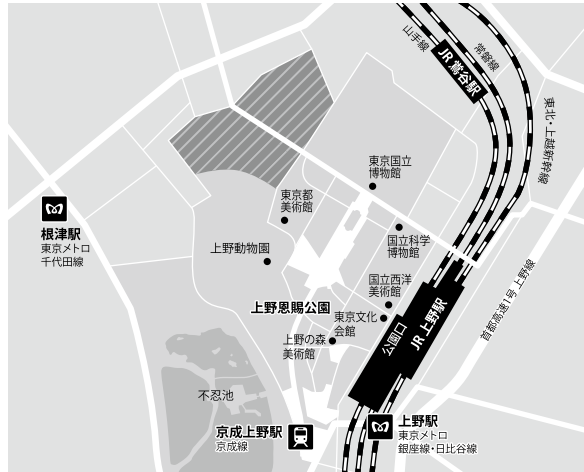 山手線
常磐線
JR 鶯谷駅
東北・上越新幹線
東京国立
博物館
東京都
美術館
根津駅
東京メトロ
千代田線
上野動物園
国立科学
博物館
国立西洋
美術館
首都高速1号 上野線
上野恩賜公園
東京文化
会館
上野の森
美術館
公園口
JR 上野駅
不忍池
京成上野駅
京成線
上野駅
東京メトロ
銀座線・日比谷線